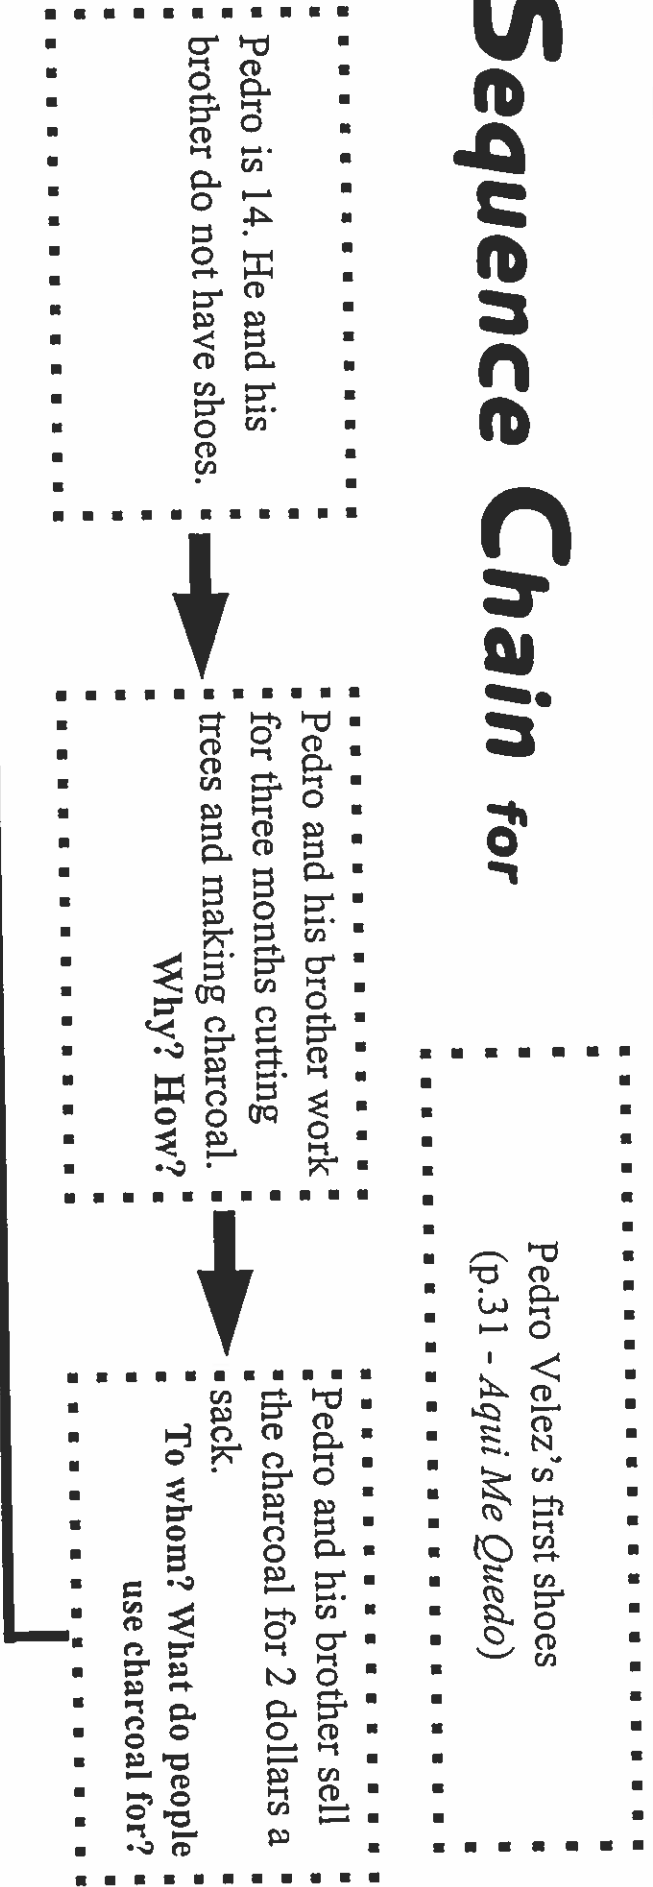 Sequence Chain for
Pedro Velez's first shoes
(p.31 - Aqui Me Quedo)
Pedro is 14. He and his
brother do not have shoes.
Pedro and his brother work
for three months cutting
trees and making charcoal.
Why? How?
Pedro and his brother sell
the charcoal for 2 dollars a
sack.
To whom? What do people
use charcoal for?